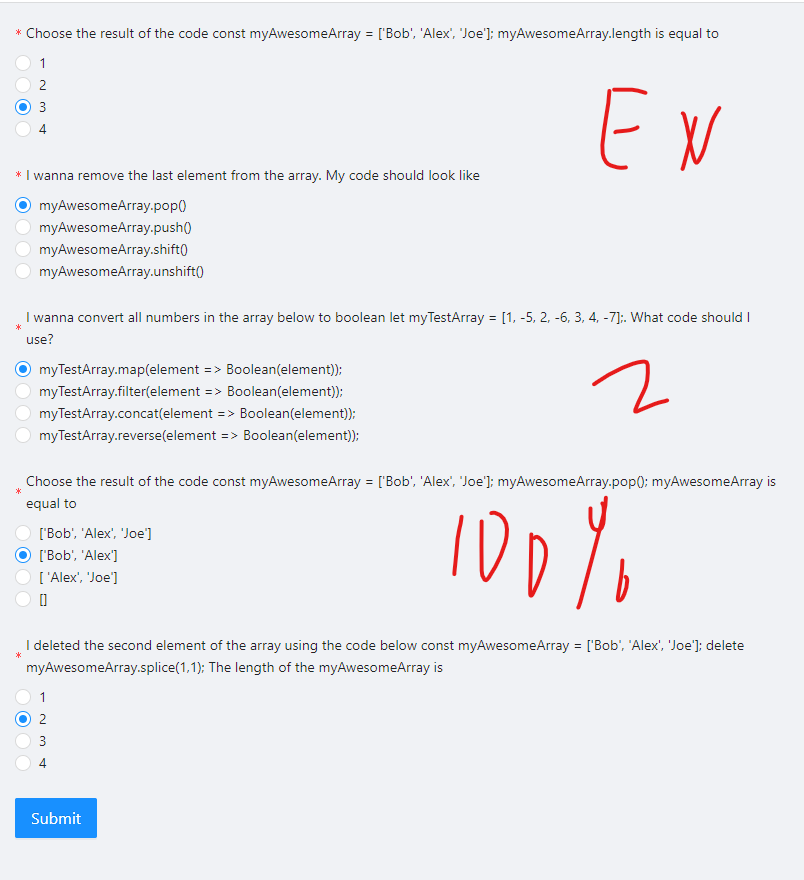 * Choose the result of the code const myAwesomeArray = ['Bob', 'Alex', 'Joe']; myAwesomeArray.length is equal to
1
2
3
4
E N
* I wanna remove the last element from the array. My code should look like
myAwesomeArray.pop()
myAwesomeArray.push()
myAwesomeArray.shift()
myAwesomeArray.unshift()
* I wanna convert all numbers in the array below to boolean let myTestArray = [1, -5, 2, -6, 3, 4, -7];. What code should I
use?
myTestArray.map(element => Boolean(element));
myTestArray.filter(element => Boolean(element));
myTestArray.concat(element => Boolean(element));
myTestArray.reverse(element => Boolean(element));
2
* Choose the result of the code const myAwesomeArray = ['Bob', 'Alex', 'Joe']; myAwesomeArray.pop(); myAwesomeArray is
equal to
['Bob', 'Alex', 'Joe']
['Bob', 'Alex']
[ 'Alex', 'Joe']
[]
100%
* I deleted the second element of the array using the code below const myAwesomeArray = ['Bob', 'Alex', 'Joe']; delete
myAwesomeArray.splice(1,1); The length of the myAwesomeArray is
1
2
3
4
Submit